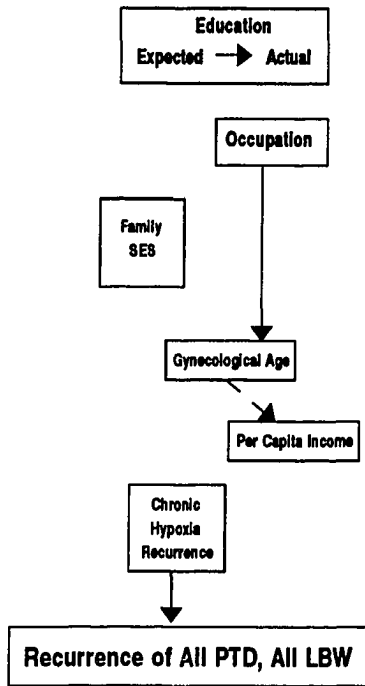 Education
Expected Actual
Occupation
Family
SES
Gynecological Age
Per Capita Income
Chronic
Hypoxia
Recurrence
Recurrence of All PTD, All LBW